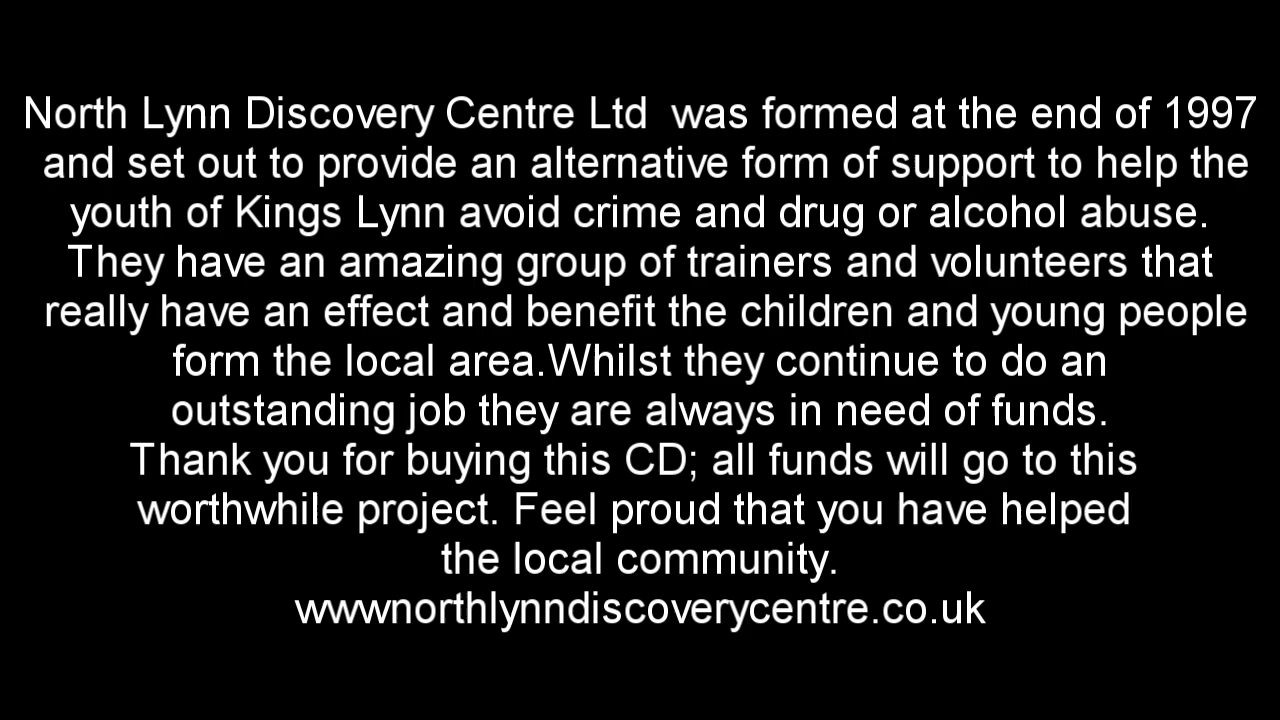 North Lynn Discovery Centre Ltd  was formed at the end of 1997
and set out to provide an alternative form of support to help the
youth of Kings Lynn avoid crime and drug or alcohol abuse.
They have an amazing group of trainers and volunteers that
really have an effect and benefit the children and young people
form the local area.Whilst they continue to do an
outstanding job they are always in need of funds.
Thank you for buying this CD; all funds will go to this
worthwhile project. Feel proud that you have helped
the local community.
wwwnorthlynndiscoverycentre.co.uk